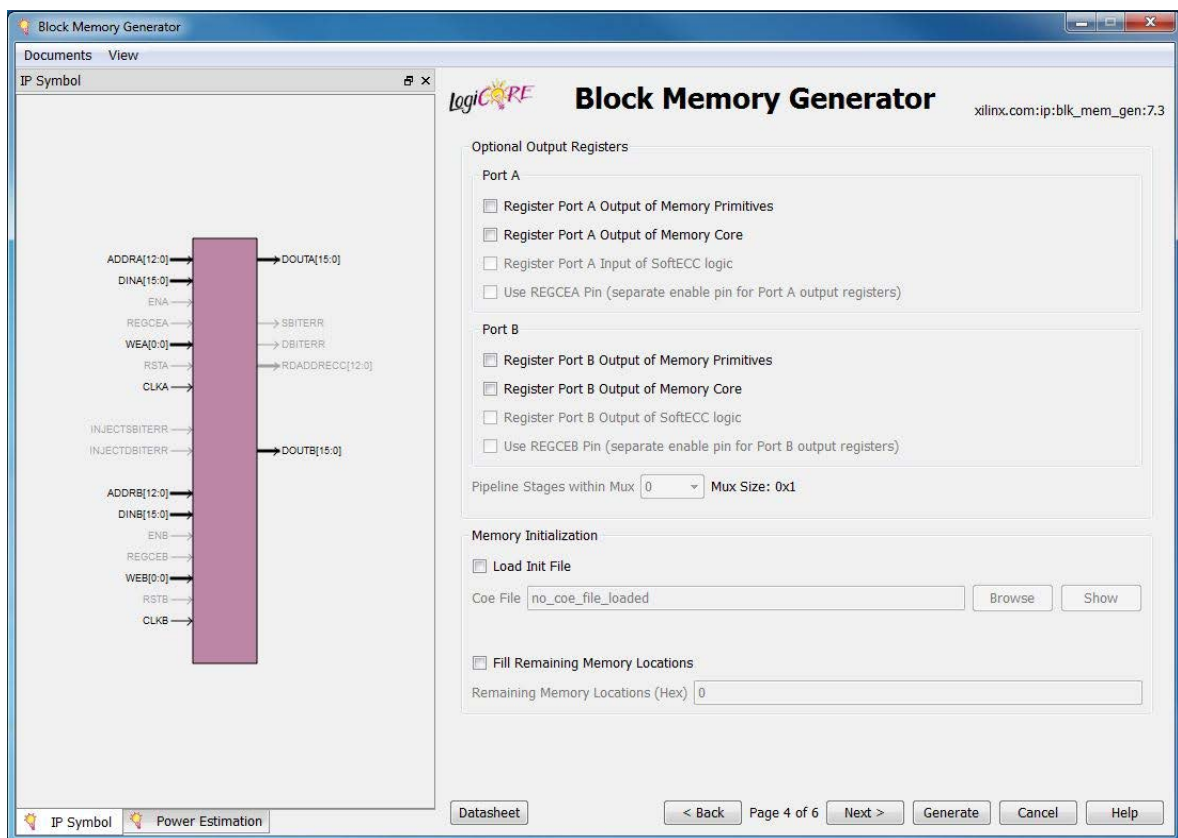 Block Memory Generator
Documents View
IP Symbol
ADDRA[12:0]
DOUTA[15:0]
DINA[15:0]
ENA
REGCEA
SBITERR
WEA[0:0]
DBITERR
RSTA
RDADDRECC[12:0]
CLKA
INJECTSBITERR
INJECTDBITERR
DOUTB[15:0]
ADDRB[12:0]
DINB[15:0]
ENB
REGCEB
WEB[0:0]
RSTB
CLKB
IP Symbol Power Estimation
LogiCORE
Block Memory Generator
xilinx.com:ip:blk_mem_gen:7.3
Optional Output Registers
Port A
Register Port A Output of Memory Primitives
Register Port A Output of Memory Core
Register Port A Input of SoftECC logic
Use REGCEA Pin (separate enable pin for Port A output registers)
Port B
Register Port B Output of Memory Primitives
Register Port B Output of Memory Core
Register Port B Output of SoftECC logic
Use REGCEB Pin (separate enable pin for Port B output registers)
Pipeline Stages within Mux 0 Mux Size: 0x1
Memory Initialization
Load Init File
Coe File no_coe_file_loaded Browse Show
Fill Remaining Memory Locations
Remaining Memory Locations (Hex) 0
Datasheet < Back Page 4 of 6 Next > Generate Cancel Help